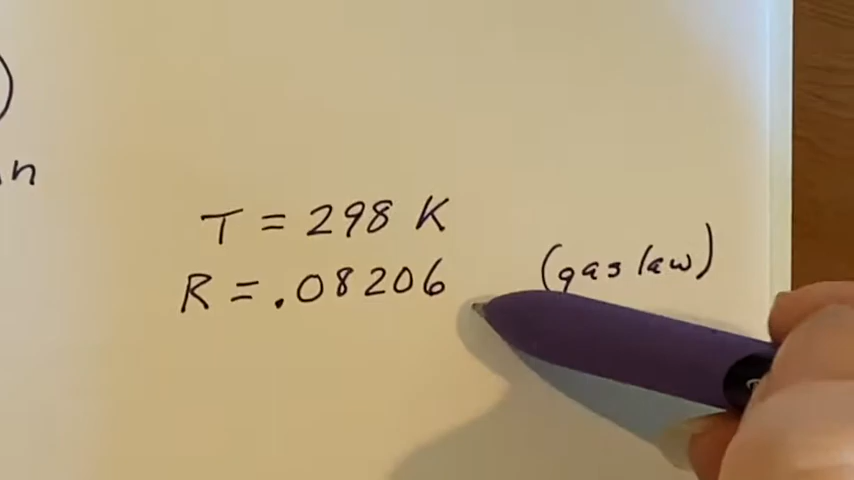 )
n
T = 298 K
R = .08206 (gas law)